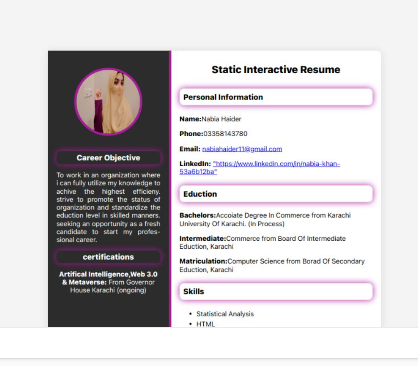 Static Interactive Resume
Career Objective
To work in an organization where
i can fully utilize my knowledge to
achive the highest efficieny.
strive to promote the status of
organization and standardize the
eduction level in skilled manners.
seeking an opportunity as a fresh
candidate to start my profes-
sional career.
certifications
Artifical Intelligence,Web 3.0
& Metaverse: From Governor
House Karachi (ongoing)
Personal Information
Name:Nabia Haider
Phone:03358143780
Email: nabiahaider11@gmail.com
LinkedIn: "https://www.linkedin.com/in/nabia-khan-
53a6b12ba"
Eduction
Bachelors:Accoiate Degree In Commerce from Karachi
University Of Karachi. (In Process)
Intermediate:Commerce from Board Of Intermediate
Eduction, Karachi
Matriculation:Computer Science from Borad Of Secondary
Eduction, Karachi
Skills
• Statistical Analysis
• HTML